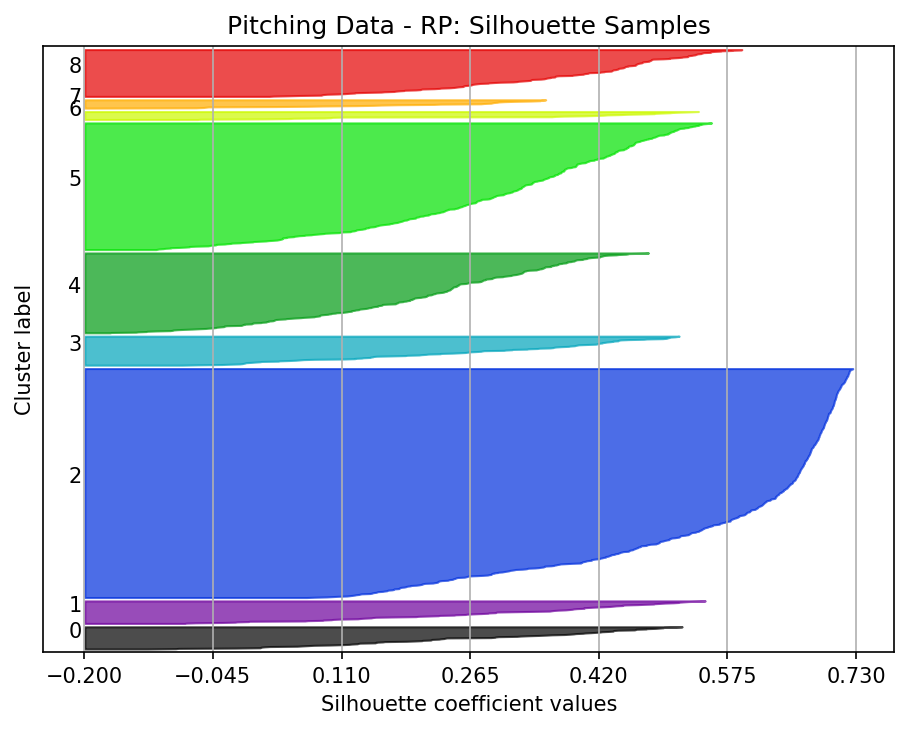 Pitching Data - RP: Silhouette Samples
8
7
6
5
4
3
2
1
0
Cluster label
−0.200 −0.045 0.110 0.265 0.420 0.575 0.730
Silhouette coefficient values